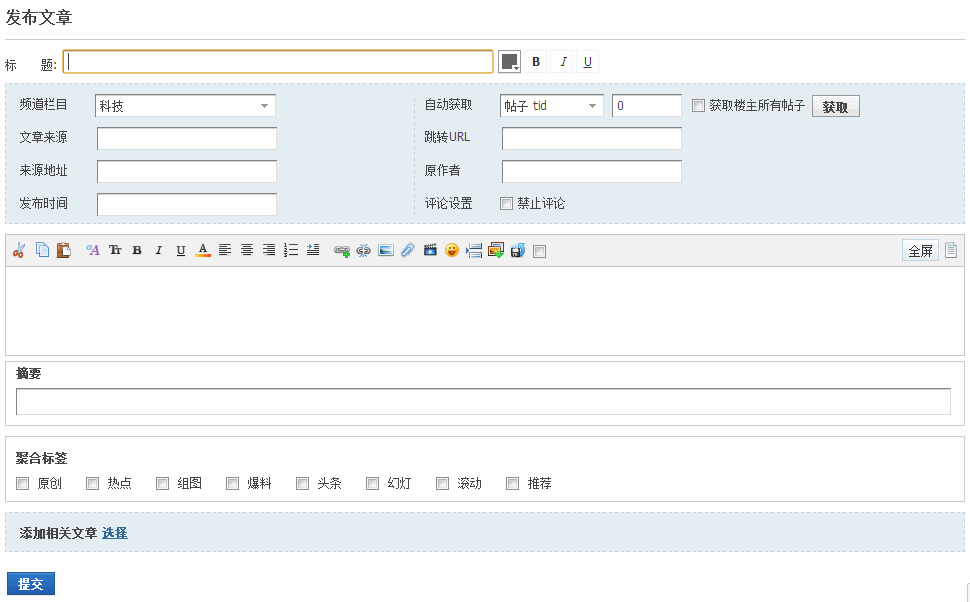 发布文章
标 题: B I U
频道栏目 科技 自动获取 帖子 tid 0 获取楼主所有帖子 获取
文章来源 跳转URL
来源地址 原作者
发布时间 评论设置 禁止评论
A Tr B I U A 全屏
摘要
聚合标签
原创 热点 组图 爆料 头条 幻灯 滚动 推荐
添加相关文章 选择
提交